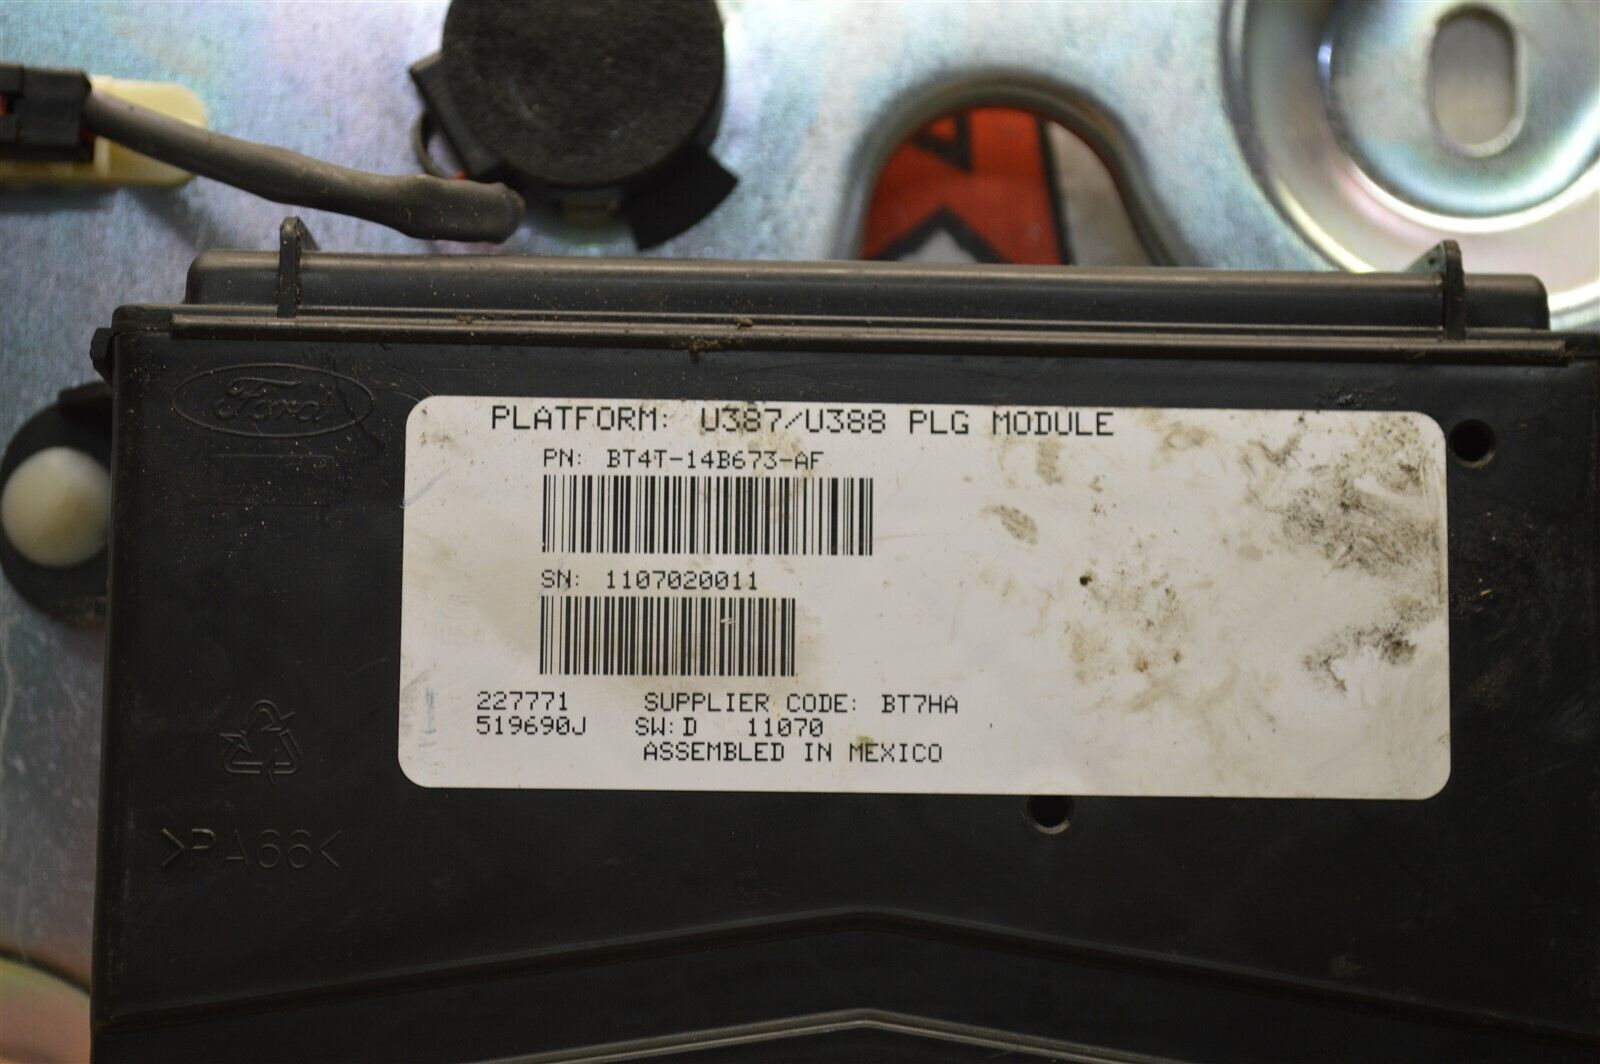 Ford
PLATFORM: U387/U388 PLG MODULE
PN: BT4T-14B673-AF
SN: 1107020011
227771 SUPPLIER CODE: BT7HA
519690J SW:D 11070
ASSEMBLED IN MEXICO
>PA66<